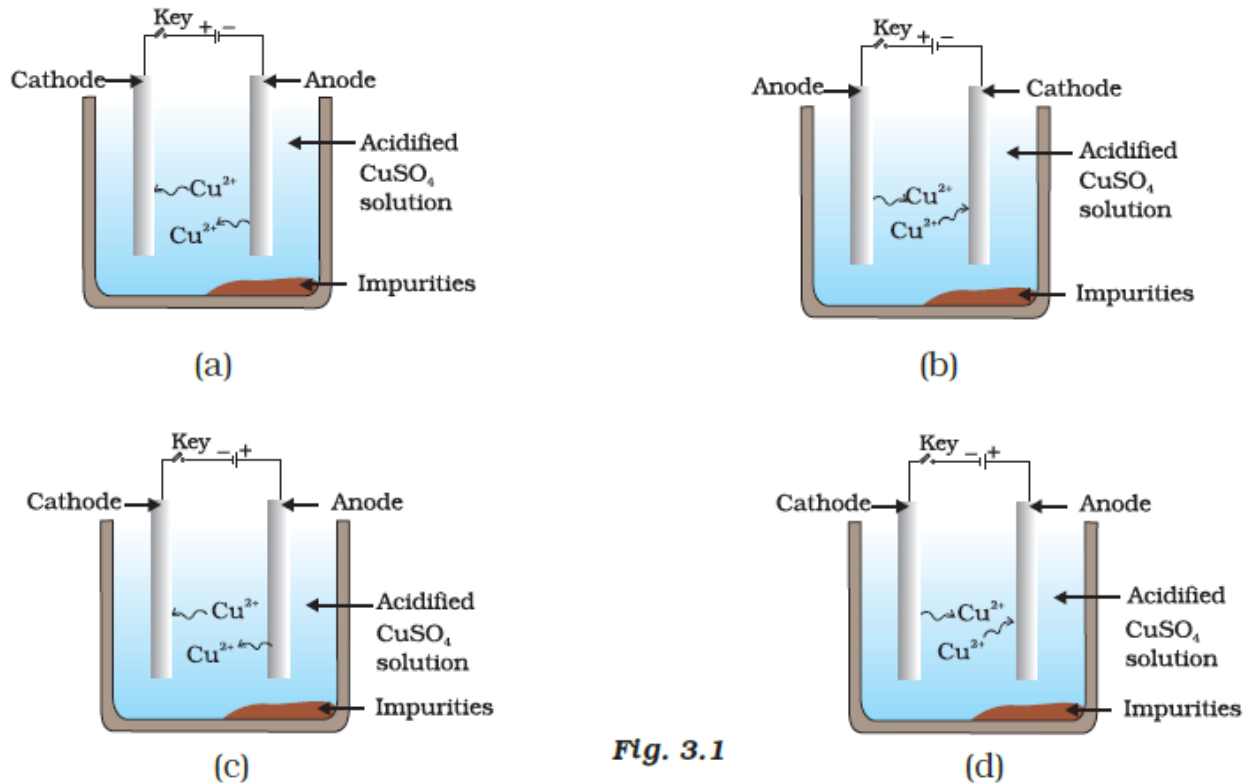 Key + −
Cathode
Anode
Acidified
CuSO₄
solution
Cu²⁺
Cu²⁺
Impurities
(a)
Key + −
Anode
Cathode
Acidified
CuSO₄
solution
Cu²⁺
Cu²⁺
Impurities
(b)
Key − +
Cathode
Anode
Cu²⁺
Acidified
CuSO₄
solution
Cu²⁺
Impurities
(c)
Key − +
Cathode
Anode
Cu²⁺
Acidified
CuSO₄
solution
Cu²⁺
Impurities
(d)
Fig. 3.1